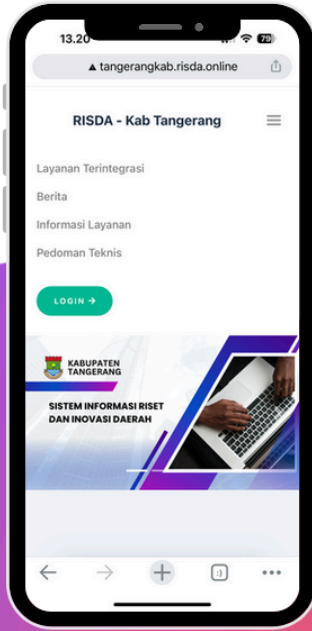 13.20
79
tangerangkab.risda.online
RISDA - Kab Tangerang
Layanan Terintegrasi
Berita
Informasi Layanan
Pedoman Teknis
LOGIN →
KABUPATEN
TANGERANG
SISTEM INFORMASI RISET
DAN INOVASI DAERAH
:)